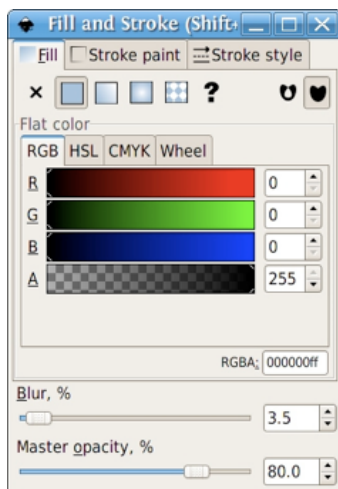 Fill and Stroke (Shift+
Fill Stroke paint Stroke style
Flat color
RGB HSL CMYK Wheel
R 0
G 0
B 0
A 255
RGBA: 000000ff
Blur, %
3.5
Master opacity, %
80.0